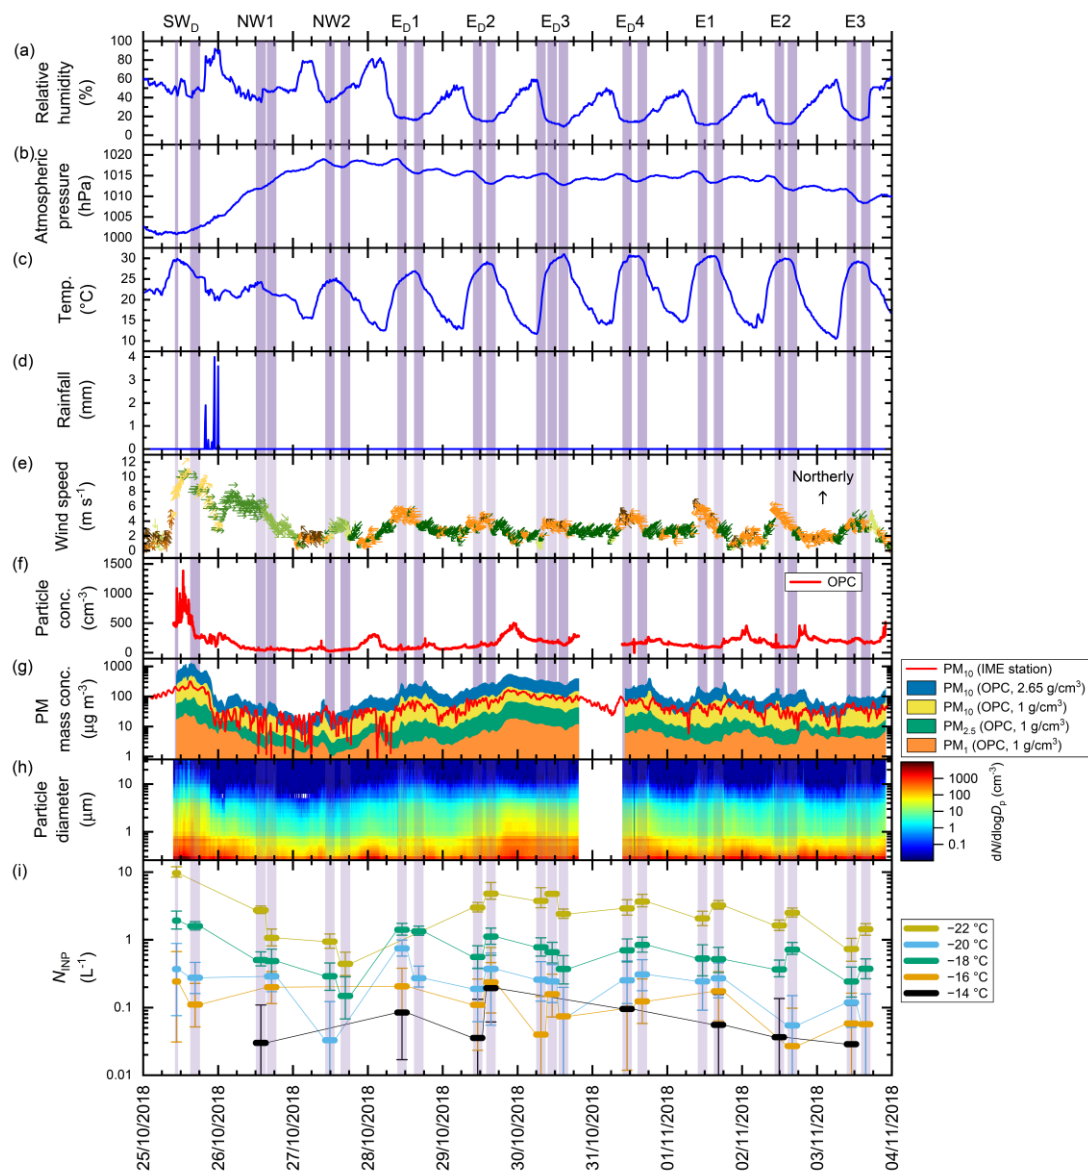 SW_D NW1 NW2 E_D1 E_D2 E_D3 E_D4 E1 E2 E3
(a)
Relative
humidity
(%)
100
80
60
40
20
0
(b)
Atmospheric
pressure
(hPa)
1020
1015
1010
1005
1000
(c)
Temp.
(°C)
30
25
20
15
10
(d)
Rainfall
(mm)
4
3
2
1
0
(e)
Wind speed
(m s⁻¹)
12
10
8
6
4
2
0
Northerly
↑
(f)
Particle
conc.
(cm⁻³)
1500
1000
500
0
OPC
(g)
PM
mass conc.
(µg m⁻³)
1000
100
10
1
PM₁₀ (IME station)
PM₁₀ (OPC, 2.65 g/cm³)
PM₁₀ (OPC, 1 g/cm³)
PM₂.₅ (OPC, 1 g/cm³)
PM₁ (OPC, 1 g/cm³)
(h)
Particle
diameter
(µm)
10
1
1000
100
10
1
0.1
dN/dlogDₚ (cm⁻³)
(i)
N_INP
(L⁻¹)
10
1
0.1
0.01
−22 °C
−20 °C
−18 °C
−16 °C
−14 °C
25/10/2018
26/10/2018
27/10/2018
28/10/2018
29/10/2018
30/10/2018
31/10/2018
01/11/2018
02/11/2018
03/11/2018
04/11/2018